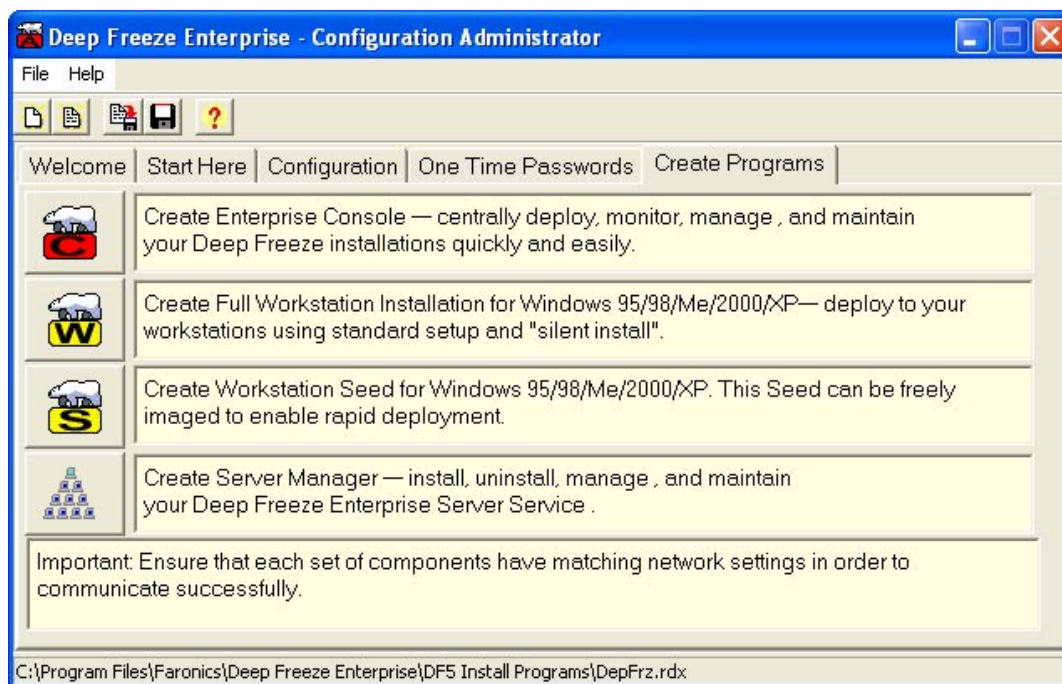 Deep Freeze Enterprise - Configuration Administrator
File Help
Welcome Start Here Configuration One Time Passwords Create Programs
C
Create Enterprise Console — centrally deploy, monitor, manage , and maintain
your Deep Freeze installations quickly and easily.
W
Create Full Workstation Installation for Windows 95/98/Me/2000/XP— deploy to your
workstations using standard setup and "silent install".
S
Create Workstation Seed for Windows 95/98/Me/2000/XP. This Seed can be freely
imaged to enable rapid deployment.
Create Server Manager — install, uninstall, manage , and maintain
your Deep Freeze Enterprise Server Service .
Important: Ensure that each set of components have matching network settings in order to
communicate successfully.
C:\Program Files\Faronics\Deep Freeze Enterprise\DF5 Install Programs\DepFrz.rdx